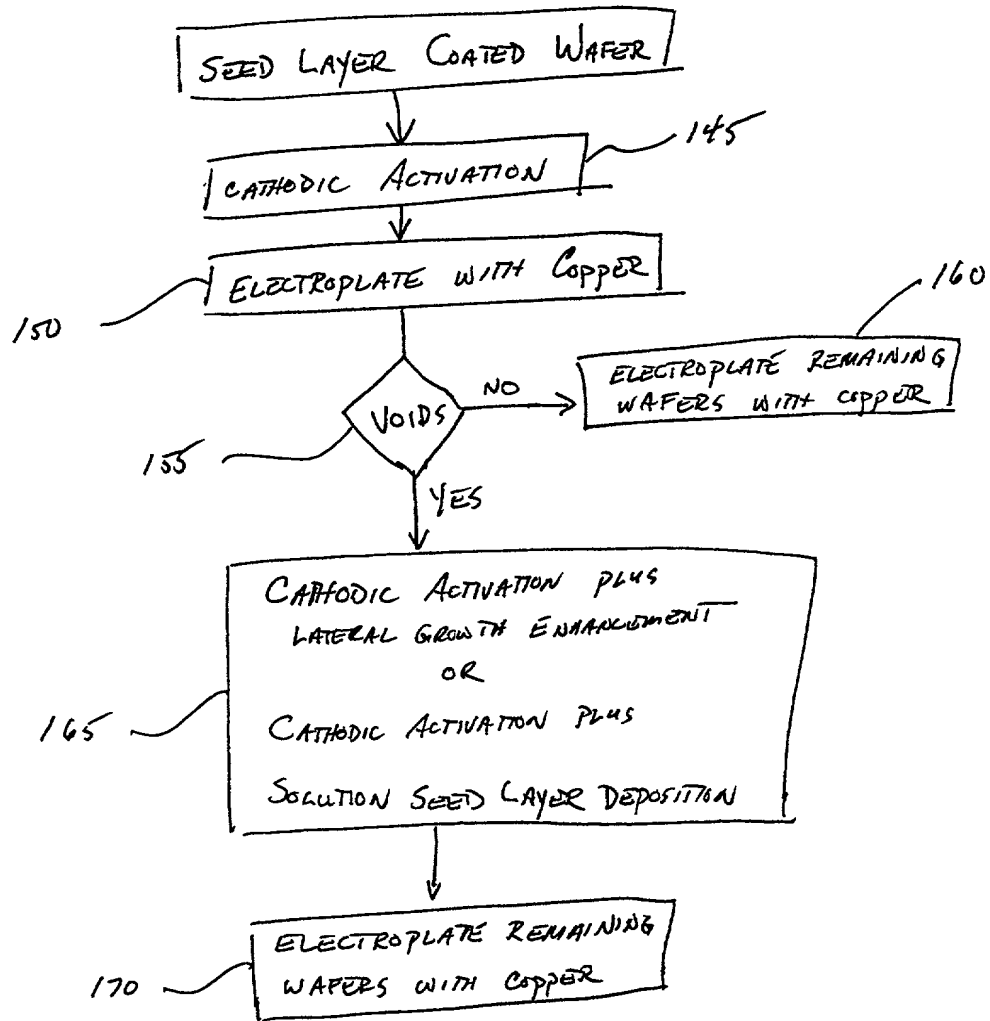 SEED LAYER COATED WAFER
145
CATHODIC ACTIVATION
ELECTROPLATE WITH COPPER
150
160
ELECTROPLATE REMAINING
WAFERS WITH COPPER
NO
VOIDS
155
YES
CATHODIC ACTIVATION PLUS
LATERAL GROWTH ENHANCEMENT
OR
CATHODIC ACTIVATION PLUS
165
SOLUTION SEED LAYER DEPOSITION
ELECTROPLATE REMAINING
WAFERS WITH COPPER
170